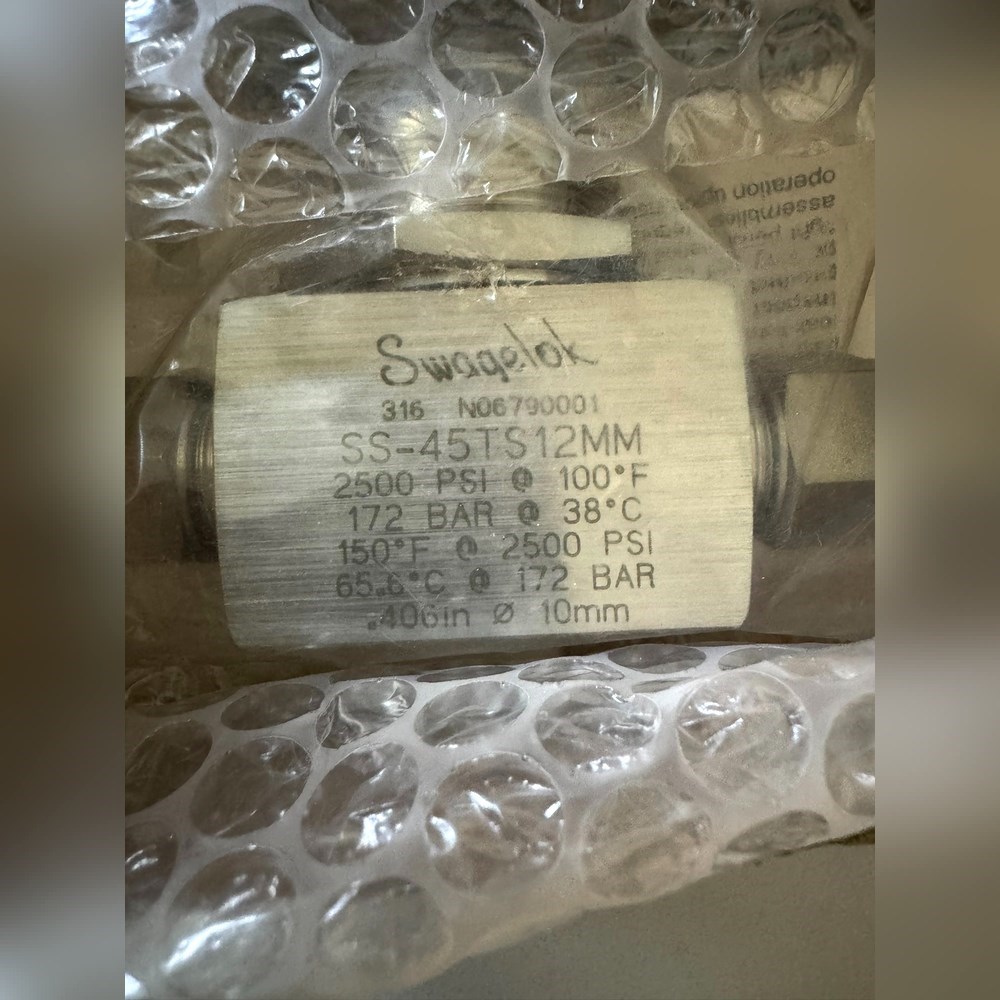 operation up
assemblies
Swagelok
316 N06790001
SS-45TS12MM
2500 PSI @ 100°F
172 BAR @ 38°C
150°F @ 2500 PSI
65.6°C @ 172 BAR
.406in Ø 10mm